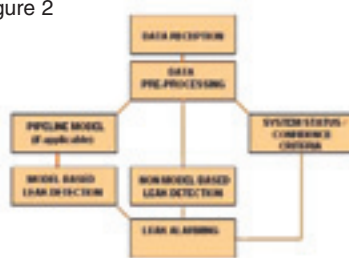 gure 2
DATA RECEPTION
DATA
PRE-PROCESSING
PIPELINE MODEL
(if applicable)
SYSTEM STATUS /
CONFIDENCE
CRITERIA
MODEL BASED
LEAK DETECTION
NON MODEL BASED
LEAK DETECTION
LEAK ALARMING